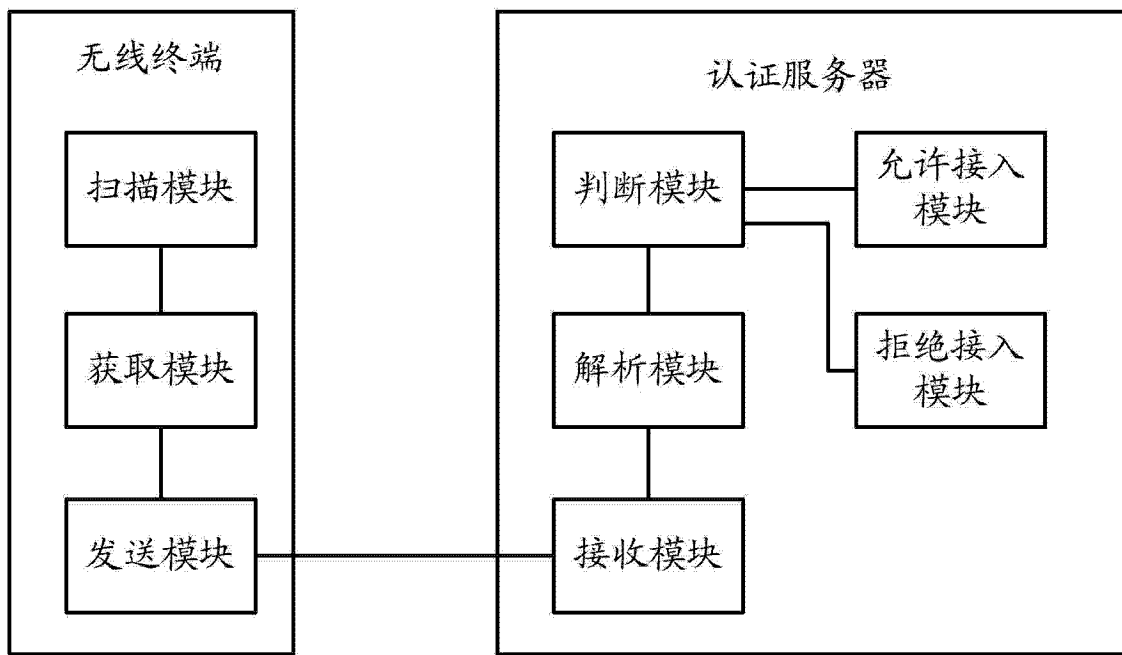 无线终端
扫描模块
获取模块
发送模块
认证服务器
判断模块
解析模块
接收模块
允许接入
模块
拒绝接入
模块